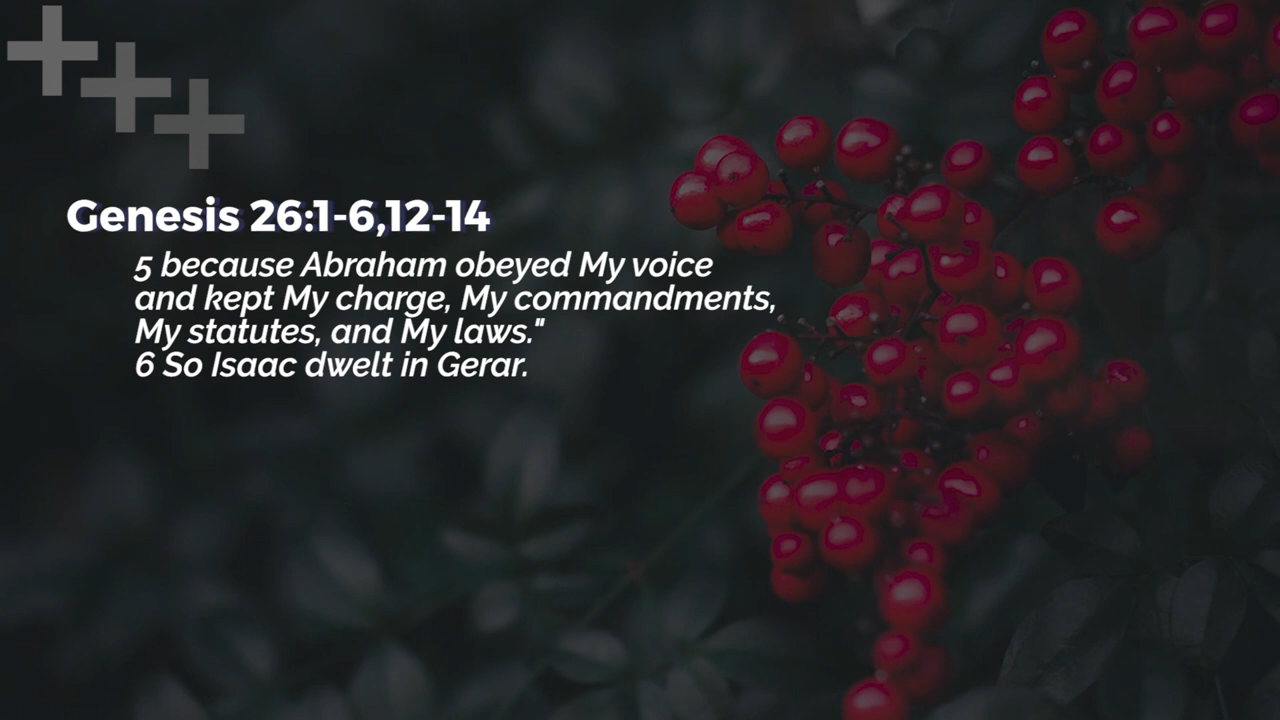 Genesis 26:1-6,12-14
5 because Abraham obeyed My voice
and kept My charge, My commandments,
My statutes, and My laws."
6 So Isaac dwelt in Gerar.